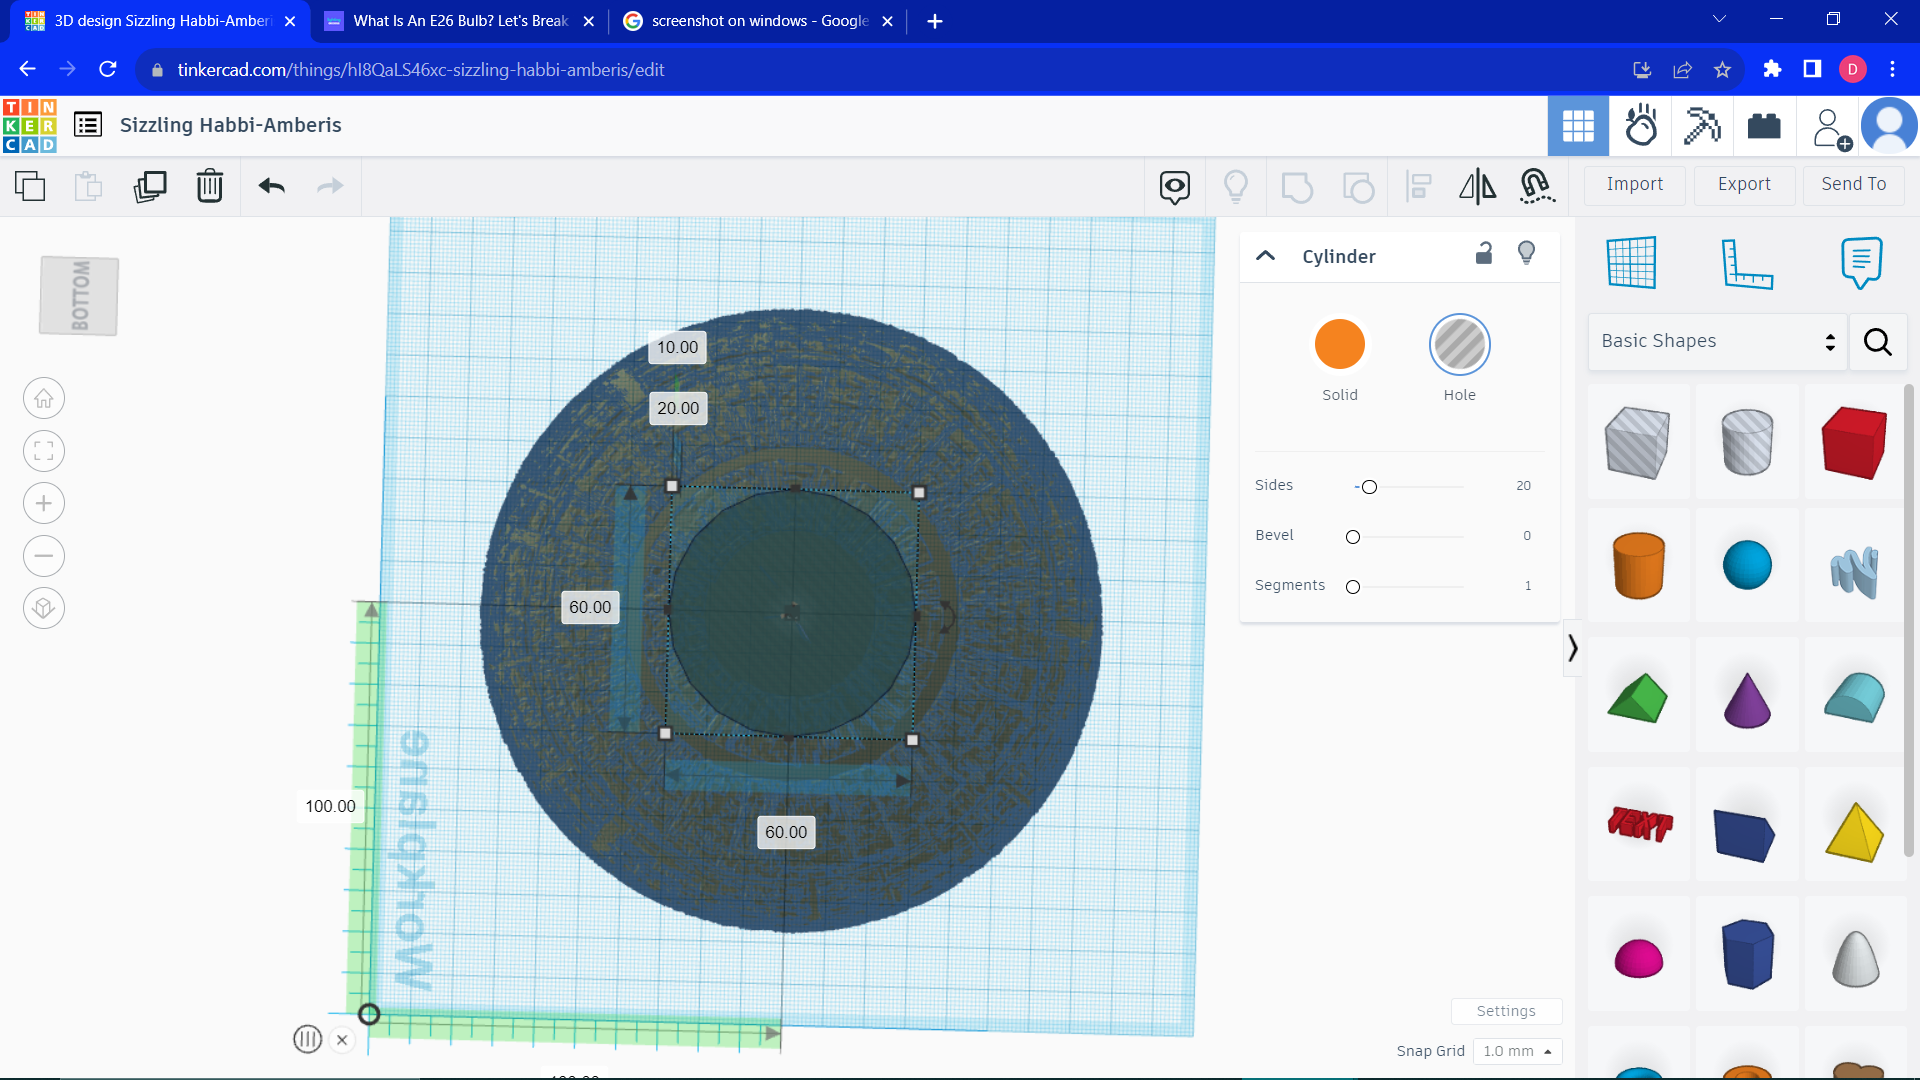 3D design Sizzling Habbi-Amberi
What Is An E26 Bulb? Let's Break
screenshot on windows - Google
tinkercad.com/things/hI8QaLS46xc-sizzling-habbi-amberis/edit
D
TIN
KER
CAD
Sizzling Habbi-Amberis
Import
Export
Send To
BOTTOM
10.00
20.00
60.00
60.00
100.00
Workplane
Cylinder
Solid
Hole
Sides
20
Bevel
0
Segments
1
Basic Shapes
TEXT
Settings
Snap Grid
1.0 mm